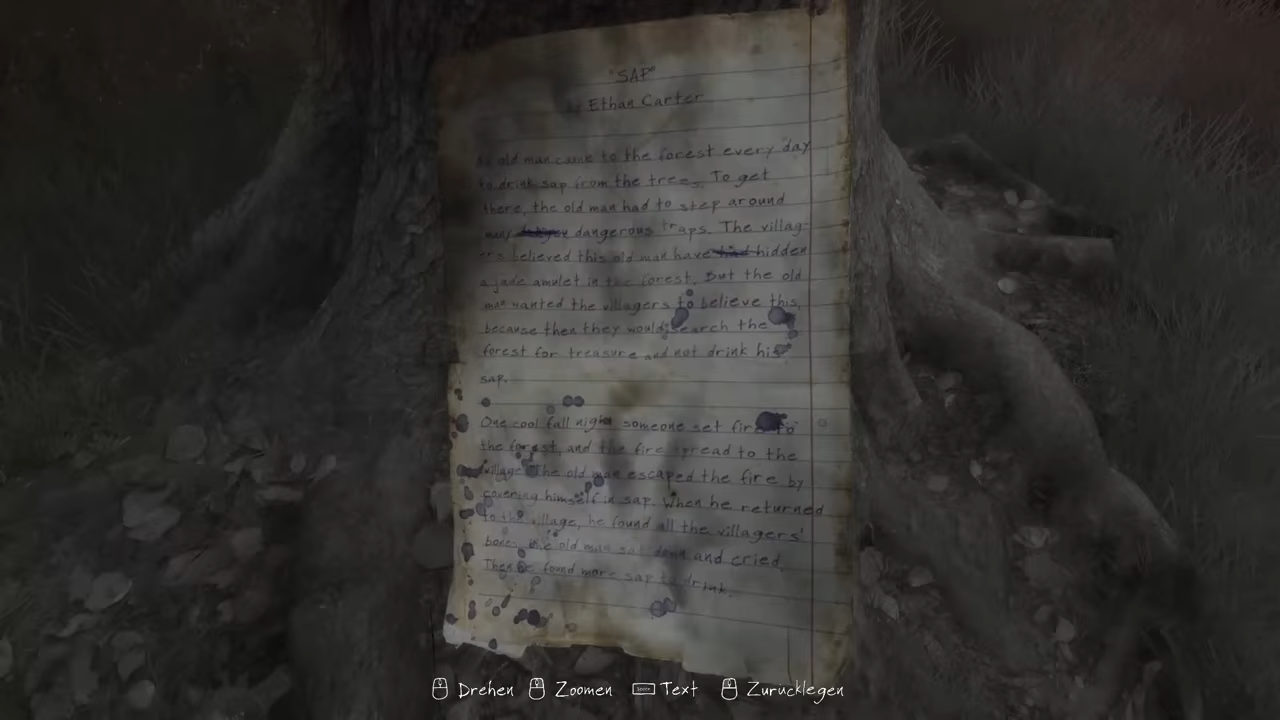 "SAP"
by Ethan Carter
An old man came to the forest every day
to drink sap from the trees. To get
there, the old man had to step around
many dangerous traps. The villag-
ers believed this old man have had hidden
a jade amulet in the forest. But the old
man wanted the villagers to believe this,
because then they would search the
forest for treasure and not drink his
sap.
One cool fall night someone set fire to
the forest, and the fire spread to the
village. The old man escaped the fire by
covering himself in sap. When he returned
to the village, he found all the villagers'
bones. The old man sat down and cried.
Then he found more sap to drink.
Drehen Zoomen Text Zurücklegen